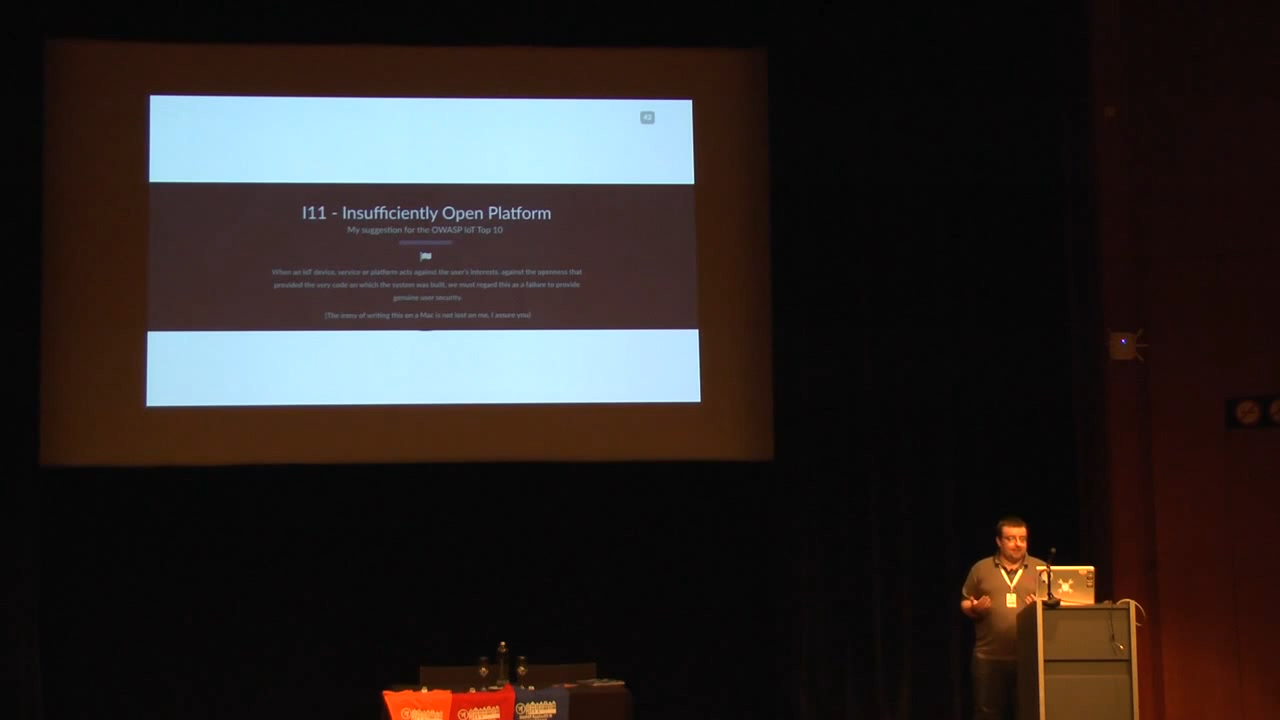 42
I11 - Insufficiently Open Platform
My suggestion for the OWASP IoT Top 10
When an IoT device, service or platform acts against the user's interests, against the openness that
provided the very code on which the system was built, we must regard this as a failure to provide
genuine user security.
(The irony of writing this on a Mac is not lost on me, I assure you)